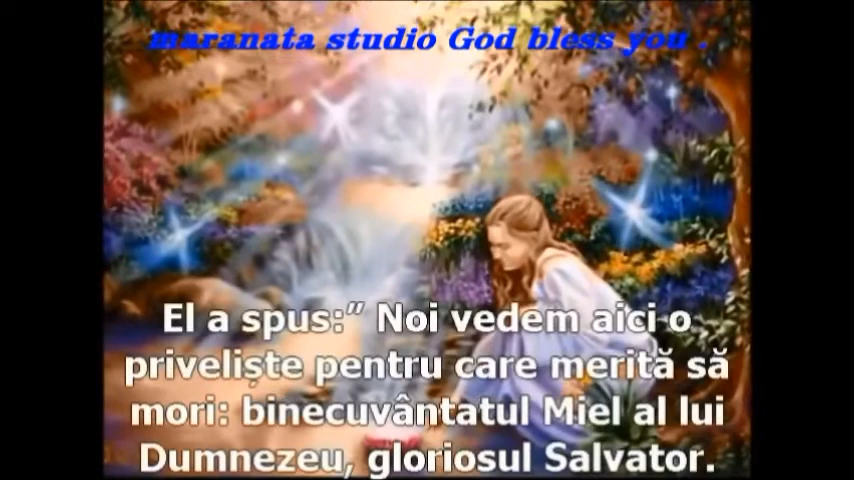 maranata studio God bless you .
El a spus:” Noi vedem aici o
priveliște pentru care merită să
mori: binecuvântatul Miel al lui
Dumnezeu, gloriosul Salvator.